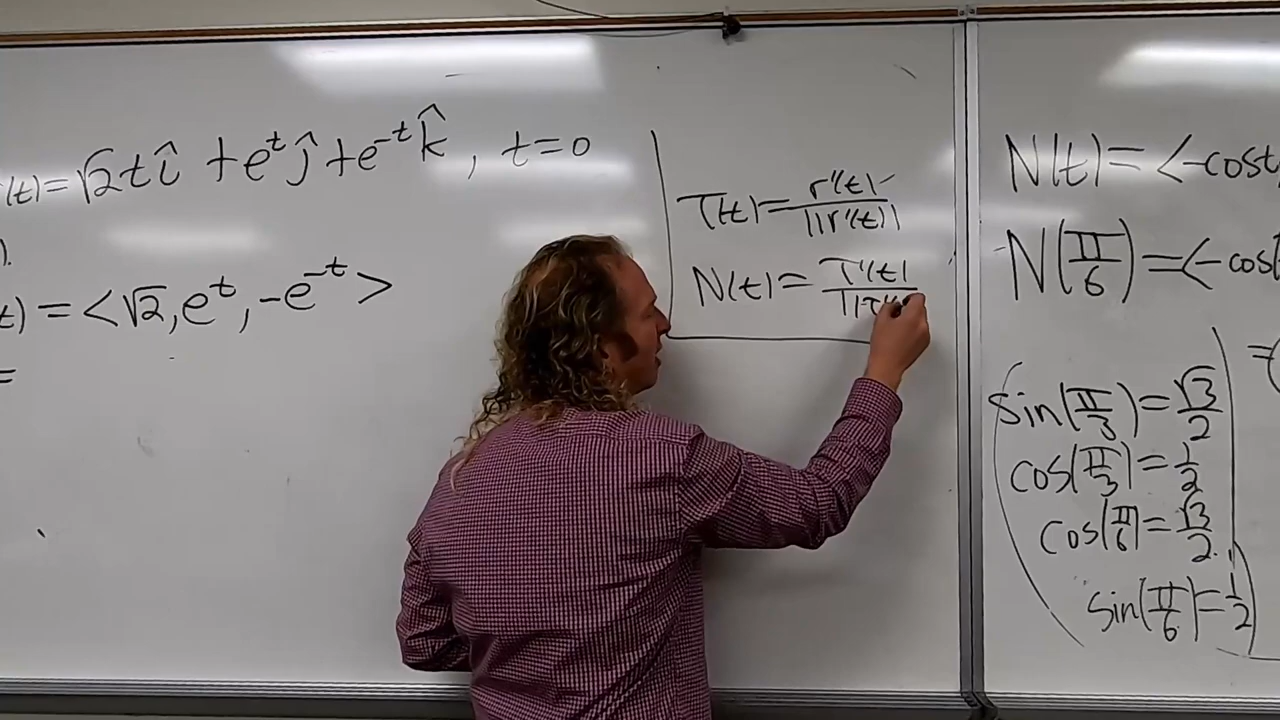 (t) = √2 t î + e^t ĵ + e^-t k̂ , t = 0
).
t) = <√2, e^t, -e^-t>
=
T(t) = r'(t) / ||r'(t)||
N(t) = T'(t) / ||T'
N(t) = <-cost,
N(π/6) = <-cos(
=(
sin(π/3) = √3/2
cos(π/3) = 1/2
cos(π/6) = √3/2
sin(π/6) = 1/2